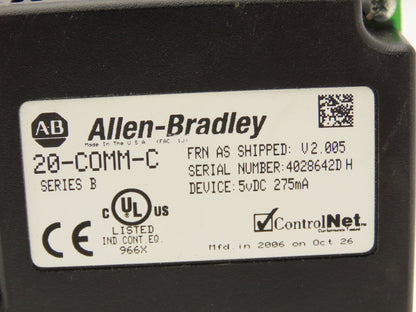 AB Allen-Bradley
Made In The U S A (FAC 1J)
20-COMM-C
SERIES B
FRN AS SHIPPED: V2.005
SERIAL NUMBER:4028642D H
DEVICE:5vDC 275mA
C UL US
LISTED
IND.CONT.EQ.
966X
CE
ControlNet
Conformance Tested
Mfd.in 2006 on Oct 26